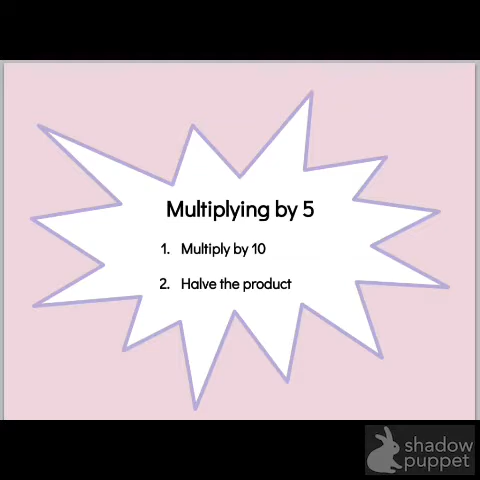 Multiplying by 5
1. Multiply by 10
2. Halve the product
shadow
puppet